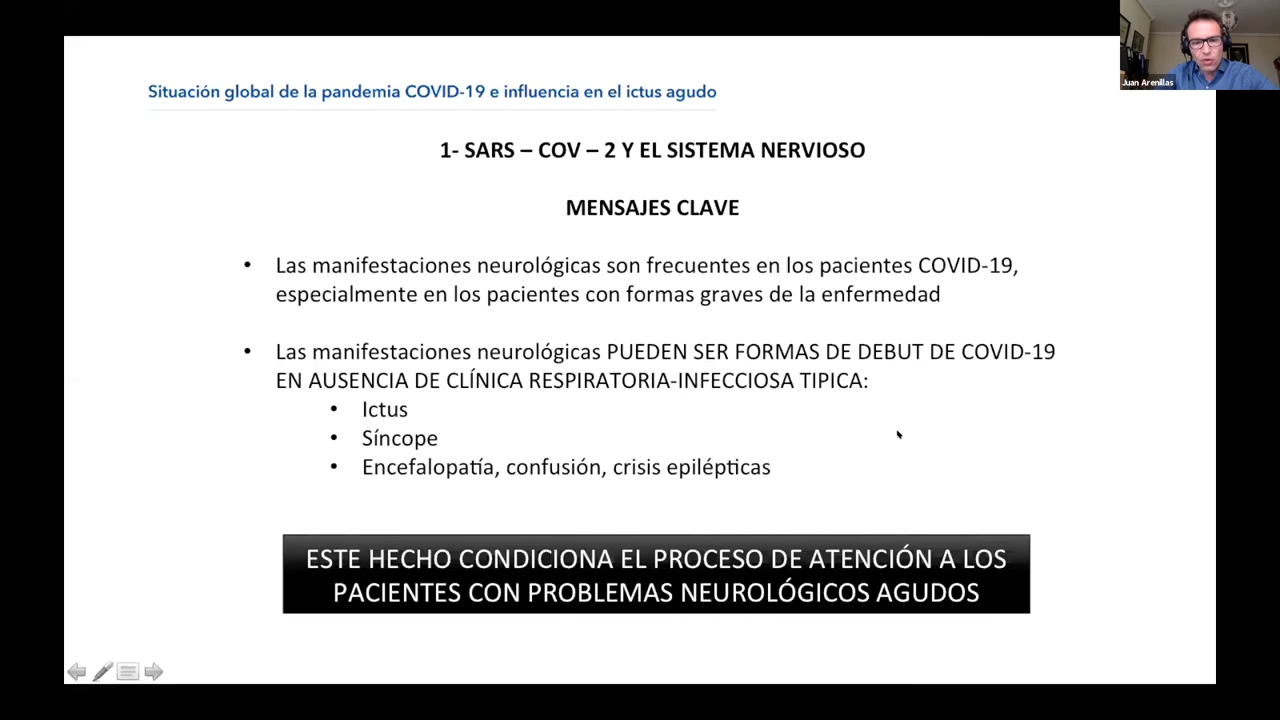 Juan Arenillas
Situación global de la pandemia COVID-19 e influencia en el ictus agudo
1- SARS – COV – 2 Y EL SISTEMA NERVIOSO
MENSAJES CLAVE
• Las manifestaciones neurológicas son frecuentes en los pacientes COVID-19,
especialmente en los pacientes con formas graves de la enfermedad
• Las manifestaciones neurológicas PUEDEN SER FORMAS DE DEBUT DE COVID-19
EN AUSENCIA DE CLÍNICA RESPIRATORIA-INFECCIOSA TIPICA:
• Ictus
• Síncope
• Encefalopatía, confusión, crisis epilépticas
ESTE HECHO CONDICIONA EL PROCESO DE ATENCIÓN A LOS
PACIENTES CON PROBLEMAS NEUROLÓGICOS AGUDOS